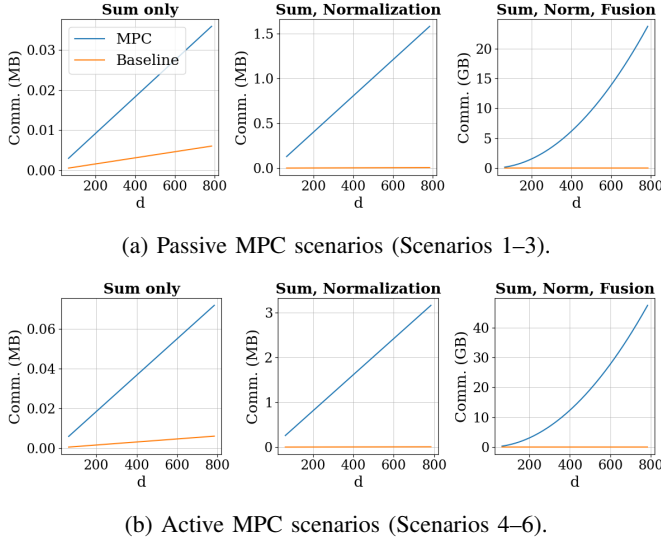 Sum only
Sum, Normalization
Sum, Norm, Fusion
Comm. (MB)
0.03
0.02
0.01
0.00
MPC
Baseline
200 400 600 800
d
Comm. (MB)
1.5
1.0
0.5
0.0
200 400 600 800
d
Comm. (GB)
20
15
10
5
0
200 400 600 800
d
(a) Passive MPC scenarios (Scenarios 1–3).
Sum only
Sum, Normalization
Sum, Norm, Fusion
Comm. (MB)
0.06
0.04
0.02
0.00
200 400 600 800
d
Comm. (MB)
3
2
1
0
200 400 600 800
d
Comm. (GB)
40
30
20
10
0
200 400 600 800
d
(b) Active MPC scenarios (Scenarios 4–6).